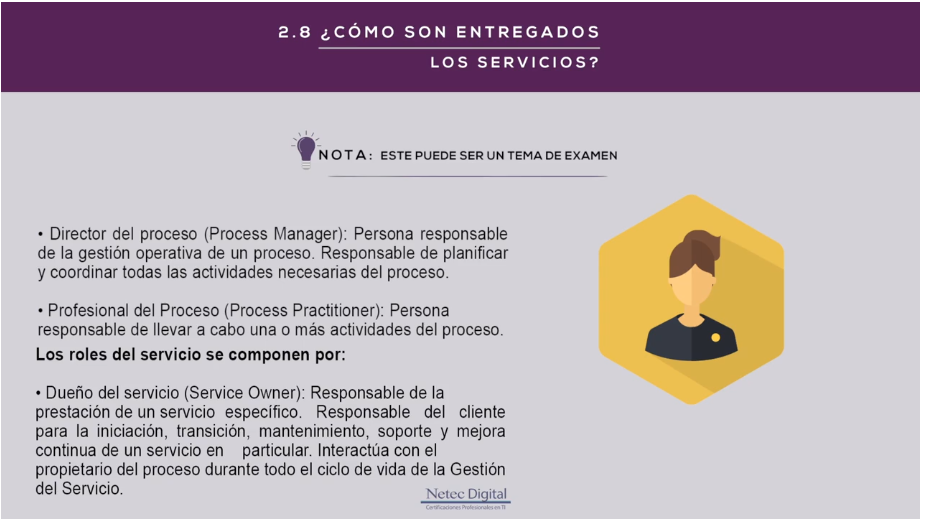 2.8 ¿CÓMO SON ENTREGADOS
LOS SERVICIOS?
NOTA: ESTE PUEDE SER UN TEMA DE EXAMEN
• Director del proceso (Process Manager): Persona responsable
de la gestión operativa de un proceso. Responsable de planificar
y coordinar todas las actividades necesarias del proceso.
• Profesional del Proceso (Process Practitioner): Persona
responsable de llevar a cabo una o más actividades del proceso.
Los roles del servicio se componen por:
• Dueño del servicio (Service Owner): Responsable de la
prestación de un servicio específico. Responsable del cliente
para la iniciación, transición, mantenimiento, soporte y mejora
continua de un servicio en particular. Interactúa con el
propietario del proceso durante todo el ciclo de vida de la Gestión
del Servicio.
Netec Digital
Certificaciones Profesionales en TI